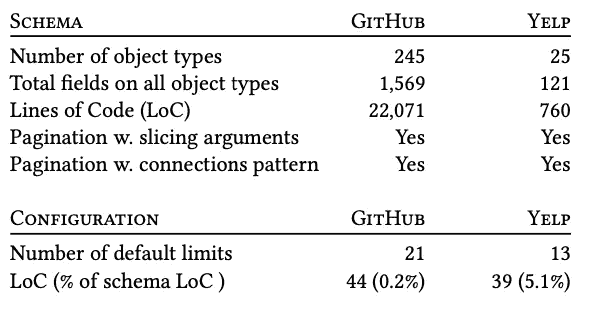 Schema GitHub Yelp
Number of object types 245 25
Total fields on all object types 1,569 121
Lines of Code (LoC) 22,071 760
Pagination w. slicing arguments Yes Yes
Pagination w. connections pattern Yes Yes
Configuration GitHub Yelp
Number of default limits 21 13
LoC (% of schema LoC ) 44 (0.2%) 39 (5.1%)